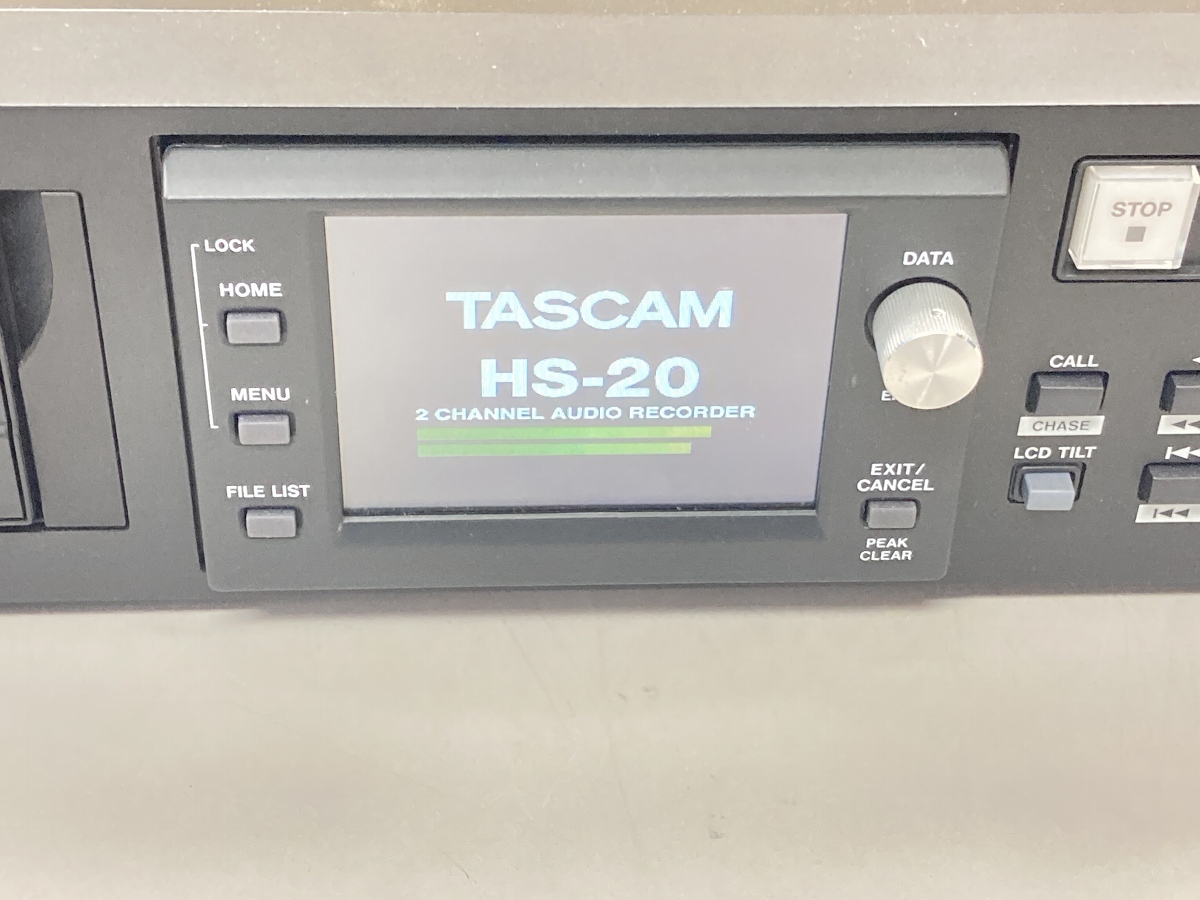 LOCK
HOME
MENU
FILE LIST
TASCAM
HS-20
2 CHANNEL AUDIO RECORDER
DATA
EXIT/
CANCEL
PEAK
CLEAR
STOP
CALL
CHASE
LCD TILT